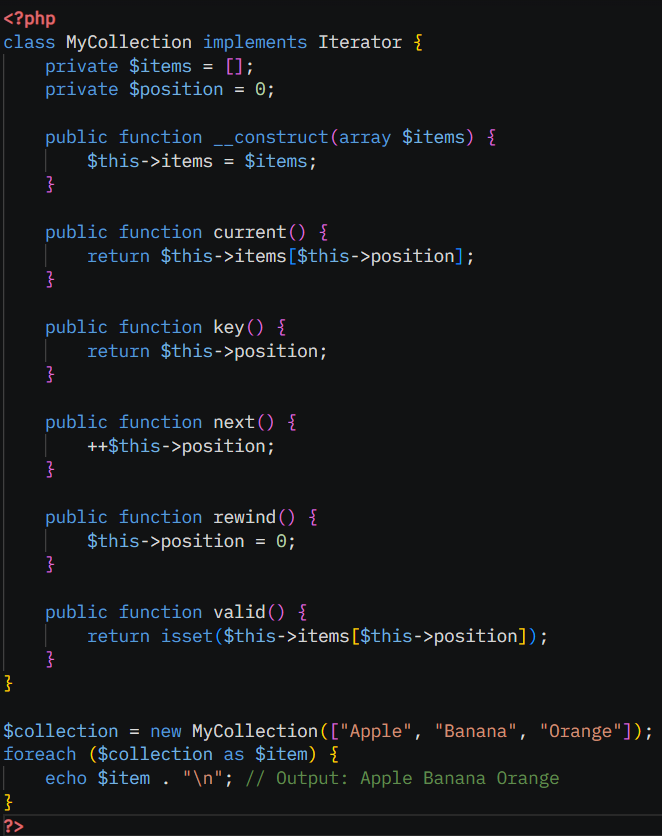 <?php
class MyCollection implements Iterator {
    private $items = [];
    private $position = 0;

    public function __construct(array $items) {
        $this->items = $items;
    }

    public function current() {
        return $this->items[$this->position];
    }

    public function key() {
        return $this->position;
    }

    public function next() {
        ++$this->position;
    }

    public function rewind() {
        $this->position = 0;
    }

    public function valid() {
        return isset($this->items[$this->position]);
    }
}

$collection = new MyCollection(["Apple", "Banana", "Orange"]);
foreach ($collection as $item) {
    echo $item . "\n"; // Output: Apple Banana Orange
}
?>